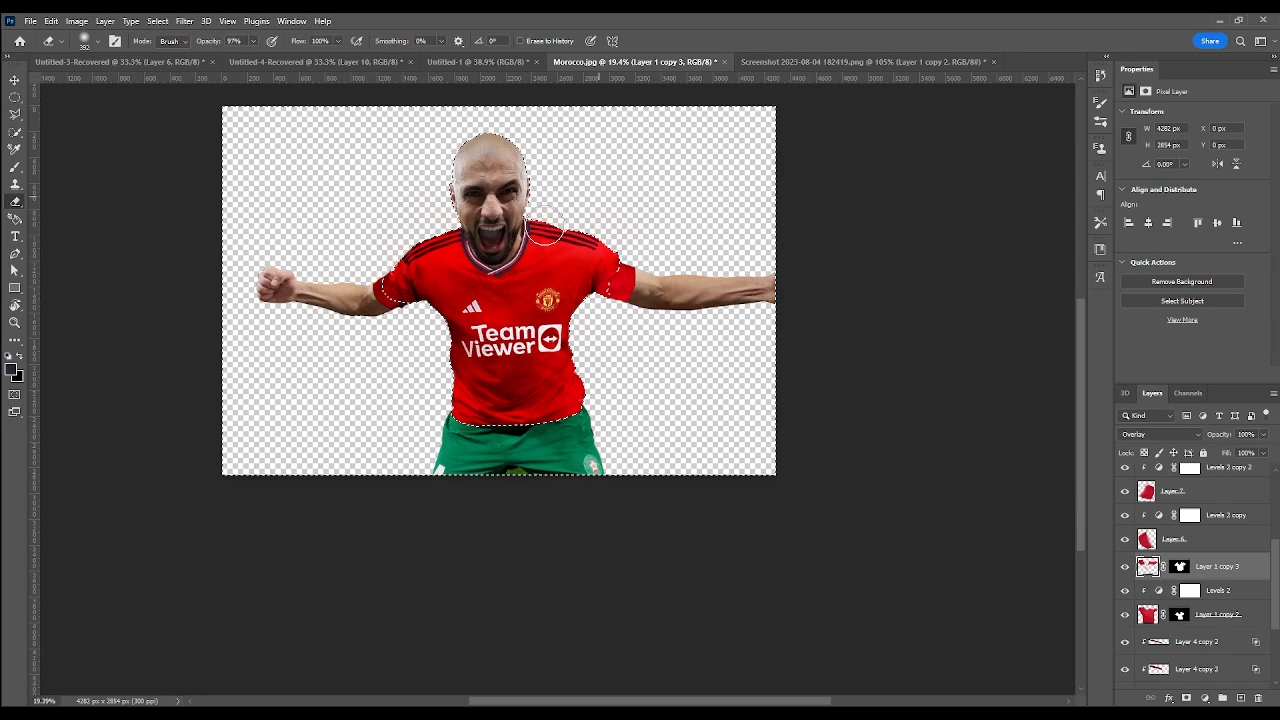 Ps File Edit Image Layer Type Select Filter 3D View Plugins Window Help
392 Mode: Brush Opacity: 97% Flow: 100% Smoothing: 0% 0° Erase to History Share
Untitled-3-Recovered @ 33.3% (Layer 6, RGB/8) * × Untitled-4-Recovered @ 33.3% (Layer 10, RGB/8) * × Untitled-1 @ 38.9% (RGB/8) * × Morocco.jpg @ 19.4% (Layer 1 copy 3, RGB/8) * × Screenshot 2023-08-04 182419.png @ 105% (Layer 1 copy 2, RGB/8#) * ×
Properties
Pixel Layer
Transform
W 4282 px X 0 px
H 2854 px Y 0 px
0.00°
Align and Distribute
Align:
Quick Actions
Remove Background
Select Subject
View More
Team
Viewer
3D Layers Channels
Kind
Overlay Opacity: 100%
Lock: Fill: 100%
Levels 2 copy 2
Layer 7
Levels 2 copy
Layer 6
Layer 1 copy 3
Levels 2
Layer 1 copy 2
Layer 4 copy 2
Layer 4 copy 2
19.39% 4282 px x 2854 px (300 ppi)